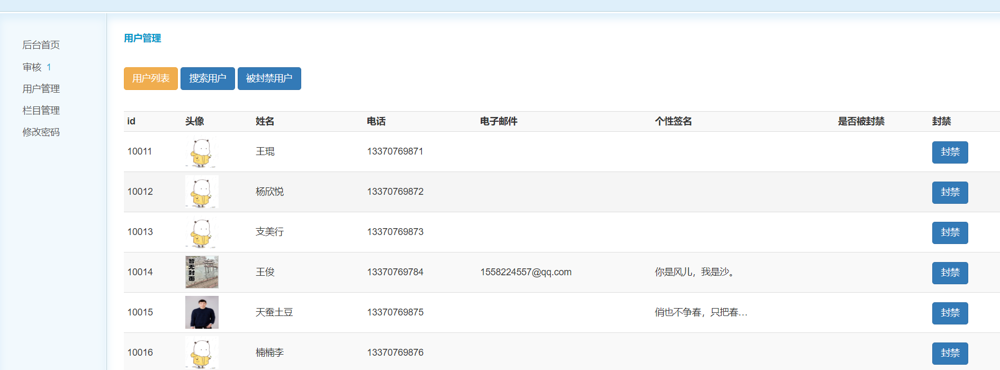 后台首页
审核 1
用户管理
栏目管理
修改密码
用户管理
用户列表 搜索用户 被封禁用户
id 头像 姓名 电话 电子邮件 个性签名 是否被封禁 封禁
10011 王琨 13370769871 封禁
10012 杨欣悦 13370769872 封禁
10013 支美行 13370769873 封禁
10014 暂无封面 王俊 13370769784 1558224557@qq.com 你是风儿，我是沙。 封禁
10015 天蚕土豆 13370769875 俏也不争春，只把春… 封禁
10016 楠楠李 13370769876 封禁